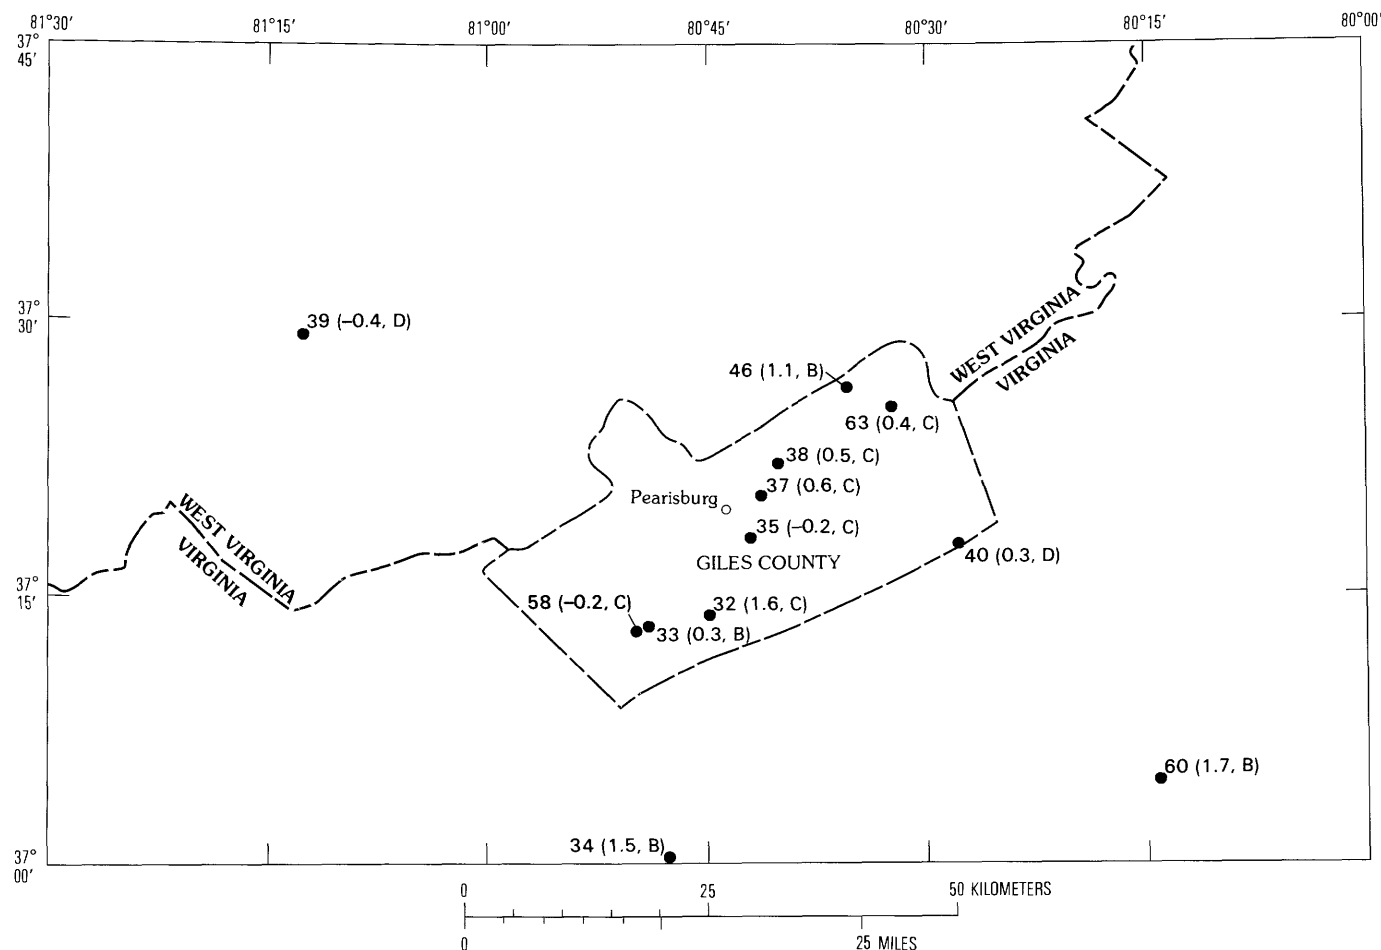 81°30′
81°15′
81°00′
80°45′
80°30′
80°15′
80°00′
37°
45′
37°
30′
39 (–0.4, D)
WEST VIRGINIA
VIRGINIA
46 (1.1, B)
63 (0.4, C)
38 (0.5, C)
37 (0.6, C)
Pearisburg
35 (–0.2, C)
GILES COUNTY
40 (0.3, D)
WEST VIRGINIA
VIRGINIA
37°
15′
58 (–0.2, C)
32 (1.6, C)
33 (0.3, B)
60 (1.7, B)
34 (1.5, B)
37°
00′
0 25 50 KILOMETERS
0 25 MILES